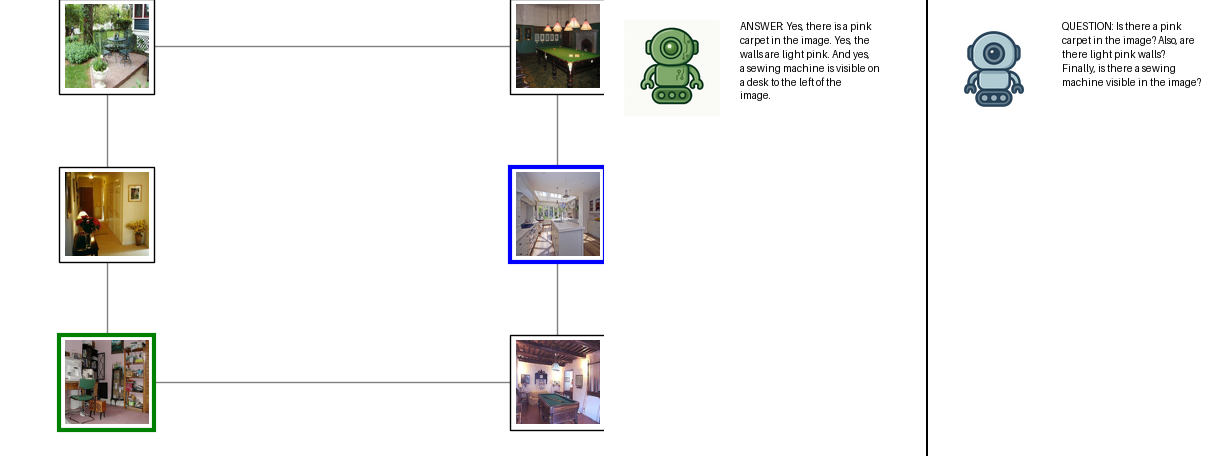 ANSWER: Yes, there is a pink
carpet in the image. Yes, the
walls are light pink. And yes,
a sewing machine is visible on
a desk to the left of the
image.
QUESTION: Is there a pink
carpet in the image? Also, are
there light pink walls?
Finally, is there a sewing
machine visible in the image?